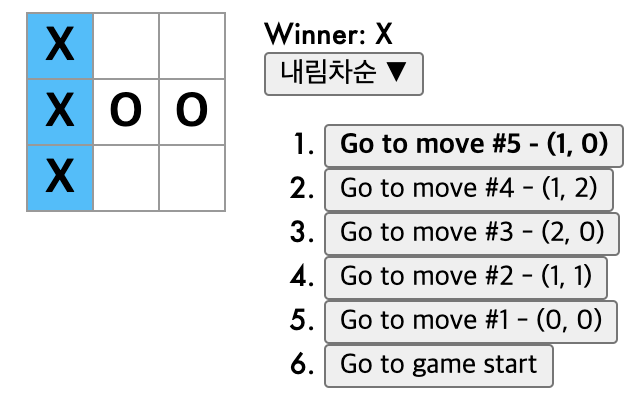 X
X O O
X
Winner: X
내림차순 ▼
1. Go to move #5 - (1, 0)
2. Go to move #4 - (1, 2)
3. Go to move #3 - (2, 0)
4. Go to move #2 - (1, 1)
5. Go to move #1 - (0, 0)
6. Go to game start